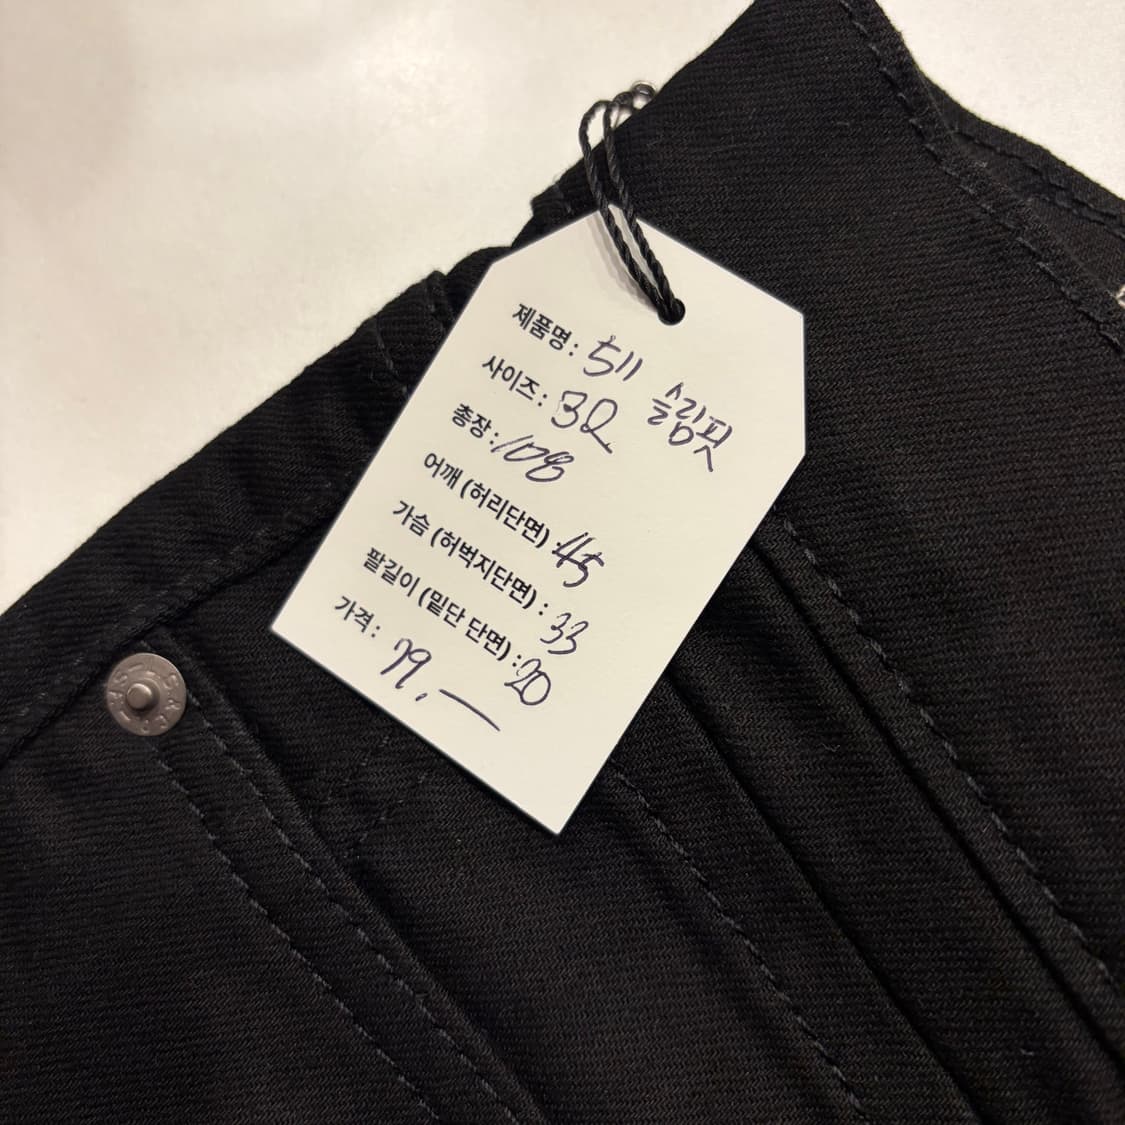 제품명: 511 슬림핏
사이즈: 32
총장: 108
어깨 (허리단면) : 45
가슴 (허벅지단면) : 33
팔길이 (밑단 단면) : 20
가격: 79.—